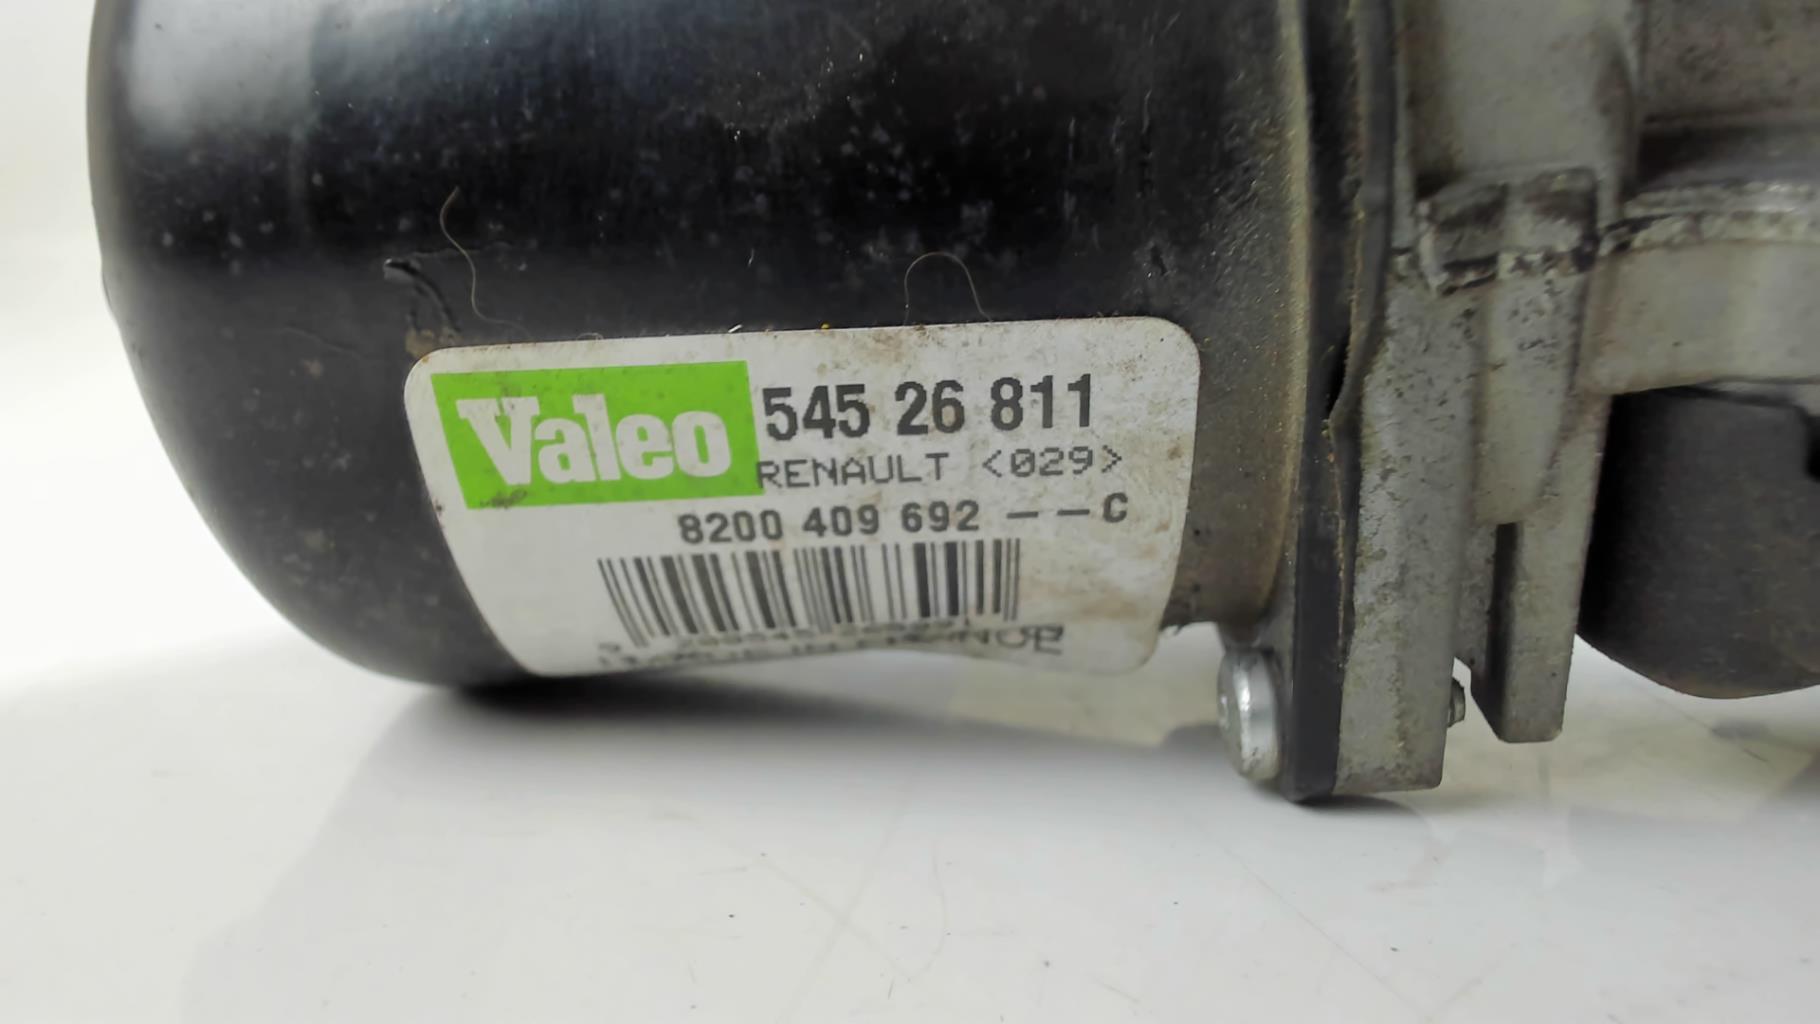 Valeo 545 26 811
RENAULT <029>
8200 409 692 --C